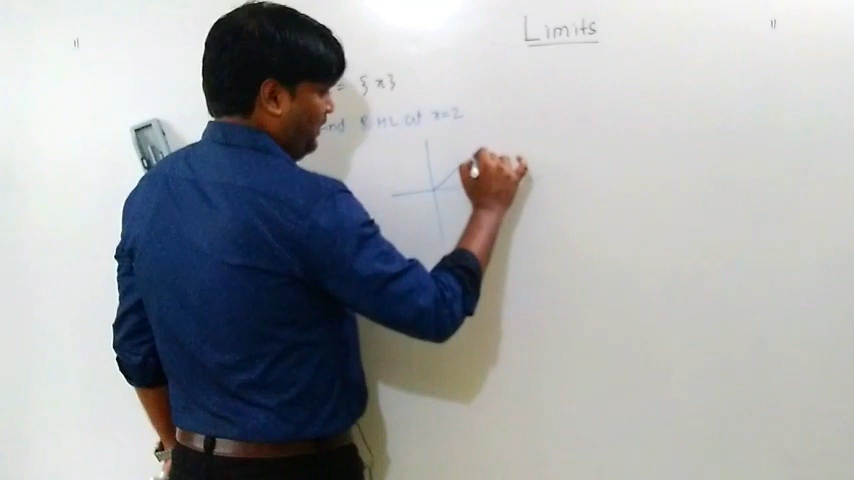 Limits
= {x}
RHL at x=2